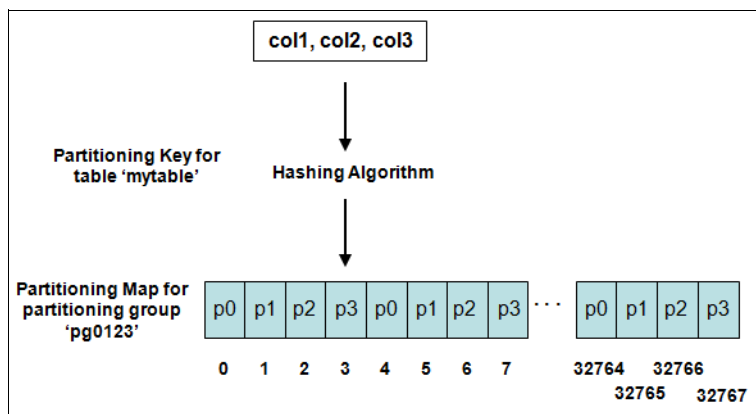 col1, col2, col3
Partitioning Key for
table ‘mytable’
Hashing Algorithm
Partitioning Map for
partitioning group
‘pg0123’
p0 p1 p2 p3 p0 p1 p2 p3 ... p0 p1 p2 p3
0 1 2 3 4 5 6 7 32764 32766
32765 32767